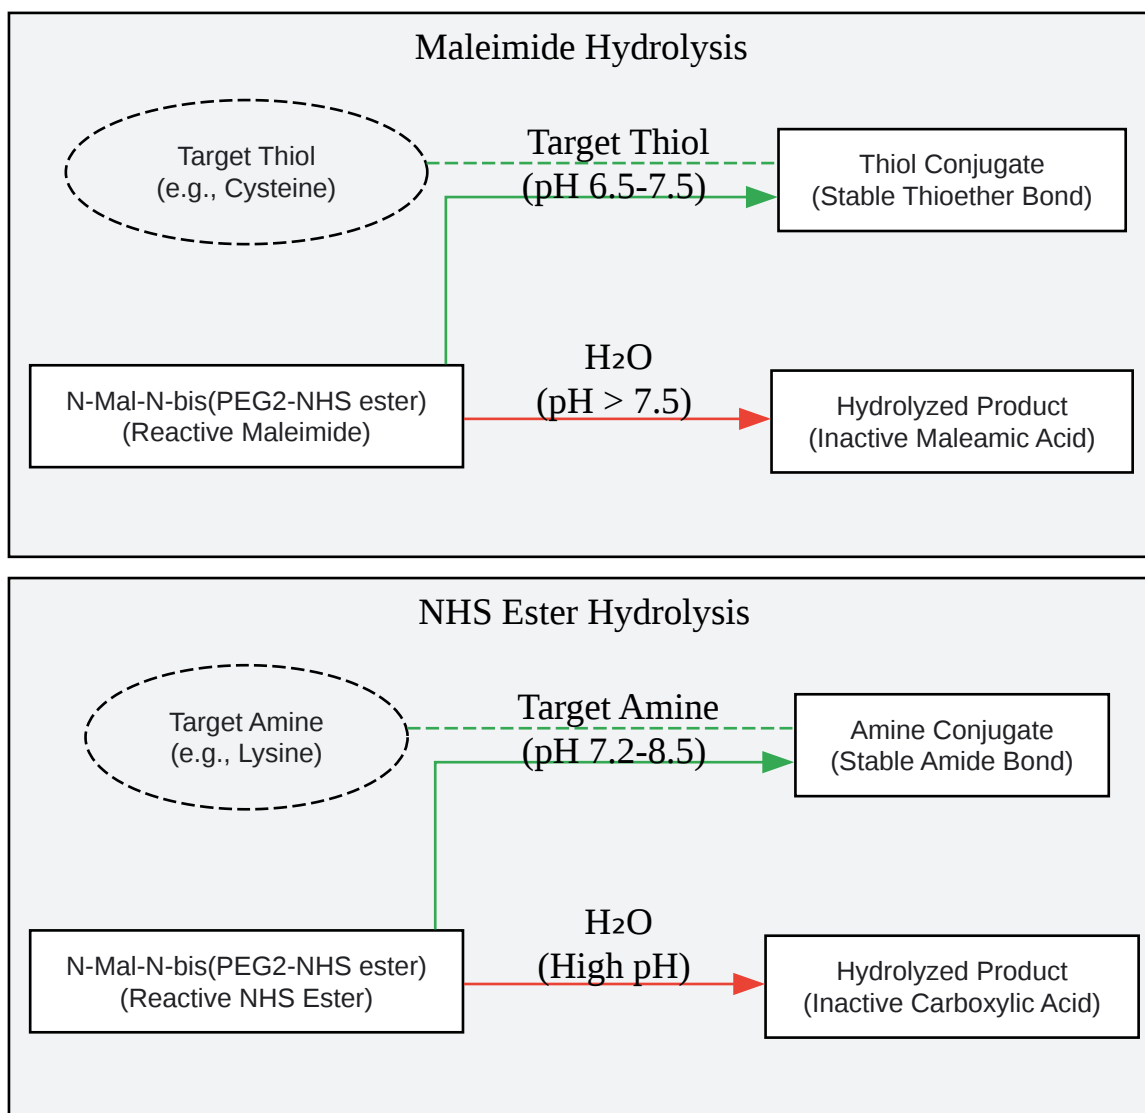 Maleimide Hydrolysis
Target Thiol
(e.g., Cysteine)
Target Thiol
(pH 6.5-7.5)
Thiol Conjugate
(Stable Thioether Bond)
N-Mal-N-bis(PEG2-NHS ester)
(Reactive Maleimide)
H₂O
(pH > 7.5)
Hydrolyzed Product
(Inactive Maleamic Acid)
NHS Ester Hydrolysis
Target Amine
(e.g., Lysine)
Target Amine
(pH 7.2-8.5)
Amine Conjugate
(Stable Amide Bond)
N-Mal-N-bis(PEG2-NHS ester)
(Reactive NHS Ester)
H₂O
(High pH)
Hydrolyzed Product
(Inactive Carboxylic Acid)